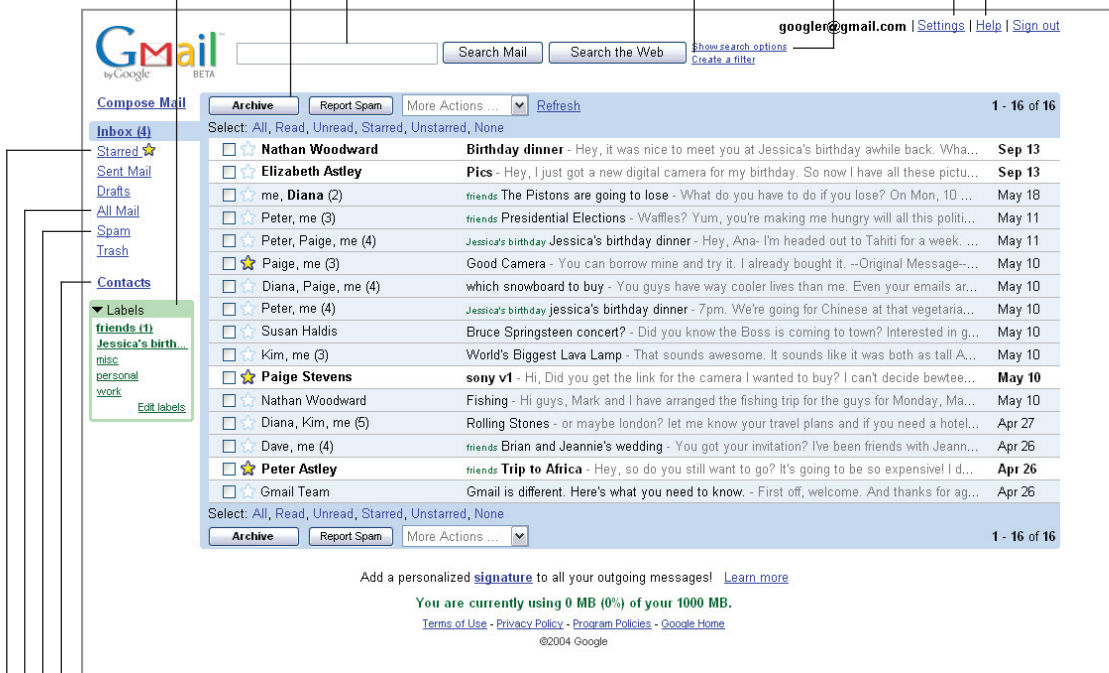 googler@gmail.com | Settings | Help | Sign out
Gmail
by Google BETA
Search Mail Search the Web Show search options
Create a filter
Compose Mail
Inbox (4)
Starred
Sent Mail
Drafts
All Mail
Spam
Trash
Contacts
Labels
friends (1)
Jessica's birth...
misc
personal
work
Edit labels
Archive Report Spam More Actions ... Refresh 1 - 16 of 16
Select: All, Read, Unread, Starred, Unstarred, None
Nathan Woodward Birthday dinner - Hey, it was nice to meet you at Jessica's birthday awhile back. Wha... Sep 13
Elizabeth Astley Pics - Hey, I just got a new digital camera for my birthday. So now I have all these pictu... Sep 13
me, Diana (2) friends The Pistons are going to lose - What do you have to do if you lose? On Mon, 10 ... May 18
Peter, me (3) friends Presidential Elections - Waffles? Yum, you're making me hungry will all this politi... May 11
Peter, Paige, me (4) Jessica's birthday Jessica's birthday dinner - Hey, Ana- I'm headed out to Tahiti for a week. ... May 11
Paige, me (3) Good Camera - You can borrow mine and try it. I already bought it. --Original Message--... May 10
Diana, Paige, me (4) which snowboard to buy - You guys have way cooler lives than me. Even your emails ar... May 10
Peter, me (4) Jessica's birthday jessica's birthday dinner - 7pm. We're going for Chinese at that vegetaria... May 10
Susan Haldis Bruce Springsteen concert? - Did you know the Boss is coming to town? Interested in g... May 10
Kim, me (3) World's Biggest Lava Lamp - That sounds awesome. It sounds like it was both as tall A... May 10
Paige Stevens sony v1 - Hi, Did you get the link for the camera I wanted to buy? I can't decide bewtee... May 10
Nathan Woodward Fishing - Hi guys, Mark and I have arranged the fishing trip for the guys for Monday, Ma... May 10
Diana, Kim, me (5) Rolling Stones - or maybe london? let me know your travel plans and if you need a hotel... Apr 27
Dave, me (4) friends Brian and Jeannie's wedding - You got your invitation? I've been friends with Jeann... Apr 26
Peter Astley friends Trip to Africa - Hey, so do you still want to go? It's going to be so expensive! I d... Apr 26
Gmail Team Gmail is different. Here's what you need to know. - First off, welcome. And thanks for ag... Apr 26
Select: All, Read, Unread, Starred, Unstarred, None
Archive Report Spam More Actions ... 1 - 16 of 16
Add a personalized signature to all your outgoing messages! Learn more
You are currently using 0 MB (0%) of your 1000 MB.
Terms of Use - Privacy Policy - Program Policies - Google Home
©2004 Google